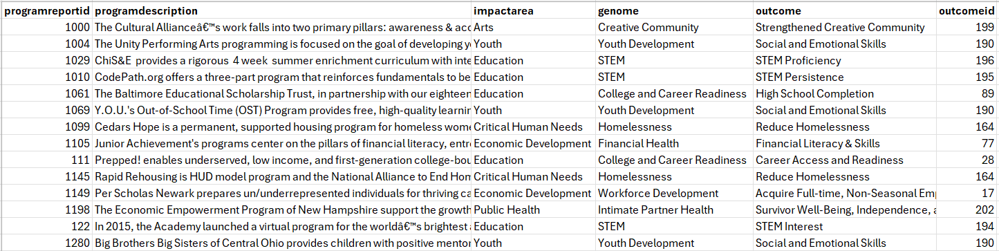 programreportid programdescription impactarea genome outcome outcomeid
1000 The Cultural Allianceâ€™s work falls into two primary pillars: awareness & acc Arts Creative Community Strengthened Creative Community 199
1004 The Unity Performing Arts programming is focused on the goal of developing y Youth Youth Development Social and Emotional Skills 190
1029 ChiS&E provides a rigorous 4 week summer enrichment curriculum with inte Education STEM STEM Proficiency 196
1010 CodePath.org offers a three-part program that reinforces fundamentals to be Education STEM STEM Persistence 195
1061 The Baltimore Educational Scholarship Trust, in partnership with our eighteen Education College and Career Readiness High School Completion 89
1069 Y.O.U.'s Out-of-School Time (OST) Program provides free, high-quality learnin Youth Youth Development Social and Emotional Skills 190
1099 Cedars Hope is a permanent, supported housing program for homeless wome Critical Human Needs Homelessness Reduce Homelessness 164
1105 Junior Achievement's programs center on the pillars of financial literacy, entre Economic Development Financial Health Financial Literacy & Skills 77
111 Prepped! enables underserved, low income, and first-generation college-bou Education College and Career Readiness Career Access and Readiness 28
1145 Rapid Rehousing is HUD model program and the National Alliance to End Hom Critical Human Needs Homelessness Reduce Homelessness 164
1149 Per Scholas Newark prepares un/underrepresented individuals for thriving ca Economic Development Workforce Development Acquire Full-time, Non-Seasonal Emp 17
1198 The Economic Empowerment Program of New Hampshire support the growth Public Health Intimate Partner Health Survivor Well-Being, Independence, a 202
122 In 2015, the Academy launched a virtual program for the worldâ€™s brightest Education STEM STEM Interest 194
1280 Big Brothers Big Sisters of Central Ohio provides children with positive mentor Youth Youth Development Social and Emotional Skills 190